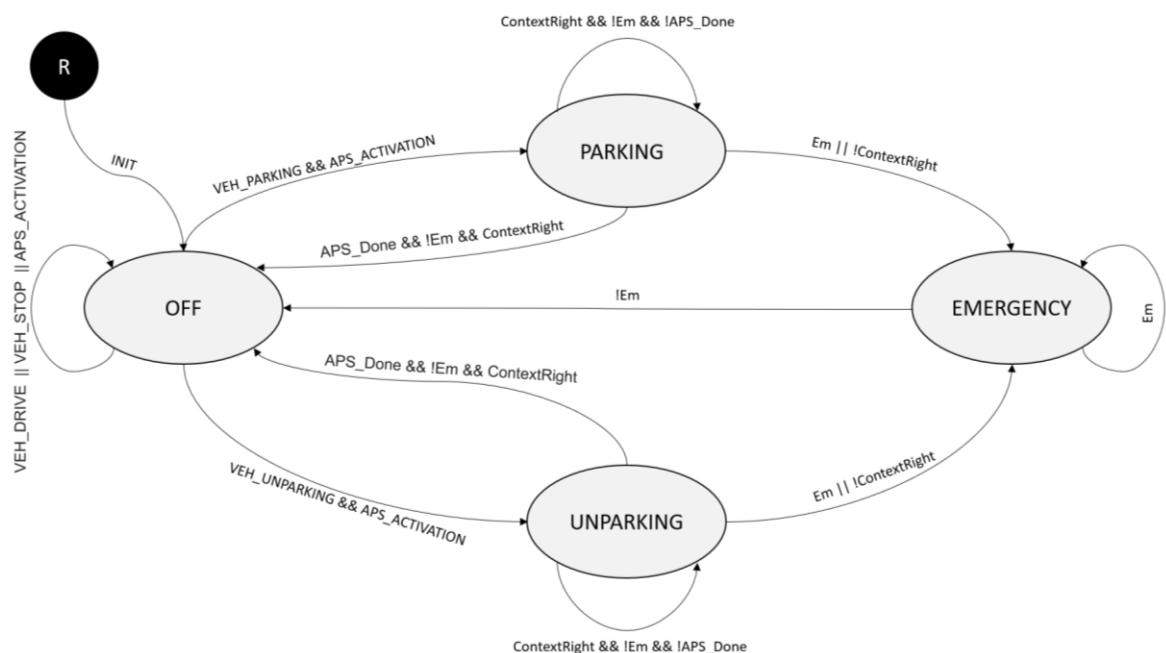 ContextRight && !Em && !APS_Done
R
INIT
VEH_PARKING && APS_ACTIVATION
PARKING
Em || !ContextRight
APS_Done && !Em && ContextRight
VEH_DRIVE || VEH_STOP || APS_ACTIVATION
OFF
!Em
EMERGENCY
Em
APS_Done && !Em && ContextRight
VEH_UNPARKING && APS_ACTIVATION
UNPARKING
Em || !ContextRight
ContextRight && !Em && !APS_Done